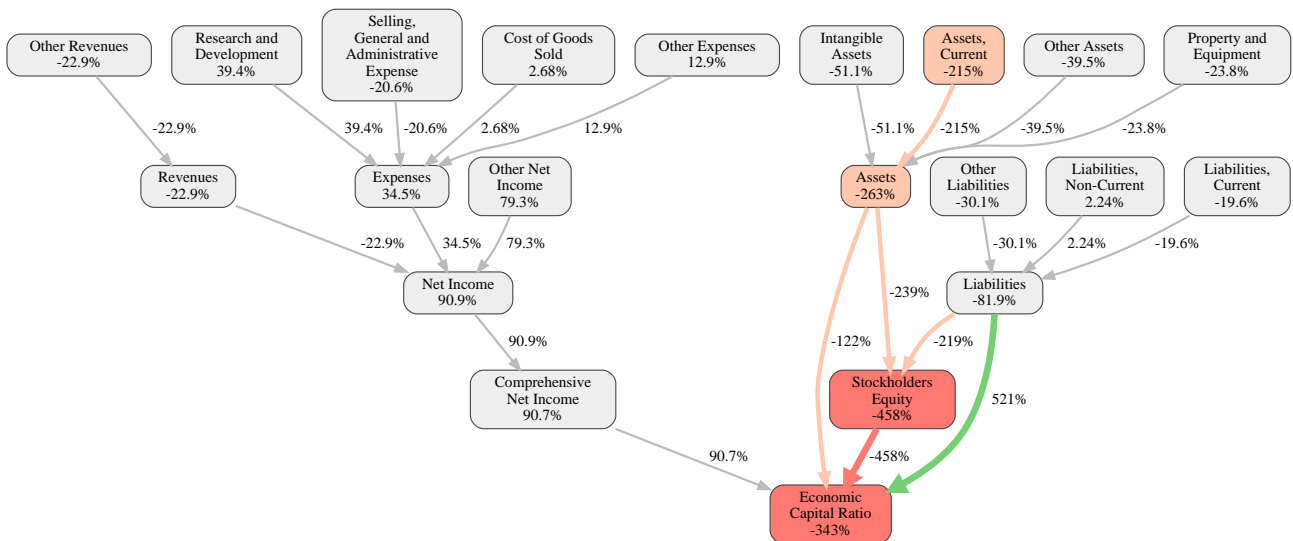 Other Revenues
-22.9%
Research and
Development
39.4%
Selling,
General and
Administrative
Expense
-20.6%
Cost of Goods
Sold
2.68%
Other Expenses
12.9%
Intangible
Assets
-51.1%
Assets,
Current
-215%
Other Assets
-39.5%
Property and
Equipment
-23.8%
-22.9%
39.4%
-20.6%
2.68%
12.9%
-51.1%
-215%
-39.5%
-23.8%
Revenues
-22.9%
Expenses
34.5%
Other Net
Income
79.3%
Assets
-263%
Other
Liabilities
-30.1%
Liabilities,
Non-Current
2.24%
Liabilities,
Current
-19.6%
-22.9%
34.5%
79.3%
-30.1%
2.24%
-19.6%
Net Income
90.9%
-239%
Liabilities
-81.9%
90.9%
-122%
-219%
Comprehensive
Net Income
90.7%
Stockholders
Equity
-458%
521%
90.7%
-458%
Economic
Capital Ratio
-343%